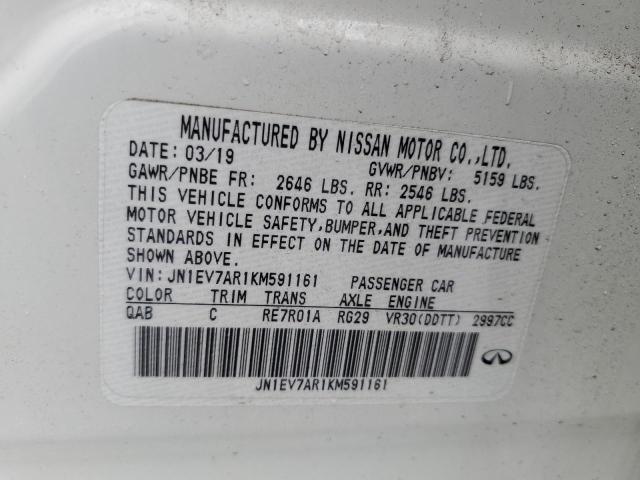 MANUFACTURED BY NISSAN MOTOR CO.,LTD.
DATE: 03/19 GVWR/PNBV: 5159 LBS.
GAWR/PNBE FR: 2646 LBS. RR: 2546 LBS.
THIS VEHICLE CONFORMS TO ALL APPLICABLE FEDERAL
MOTOR VEHICLE SAFETY,BUMPER,AND THEFT PREVENTION
STANDARDS IN EFFECT ON THE DATE OF MANUFACTURE
SHOWN ABOVE.
VIN: JN1EV7AR1KM591161 PASSENGER CAR
COLOR TRIM TRANS AXLE ENGINE
QAB C RE7R01A RG29 VR30(DDTT) 2997CC
JN1EV7AR1KM591161